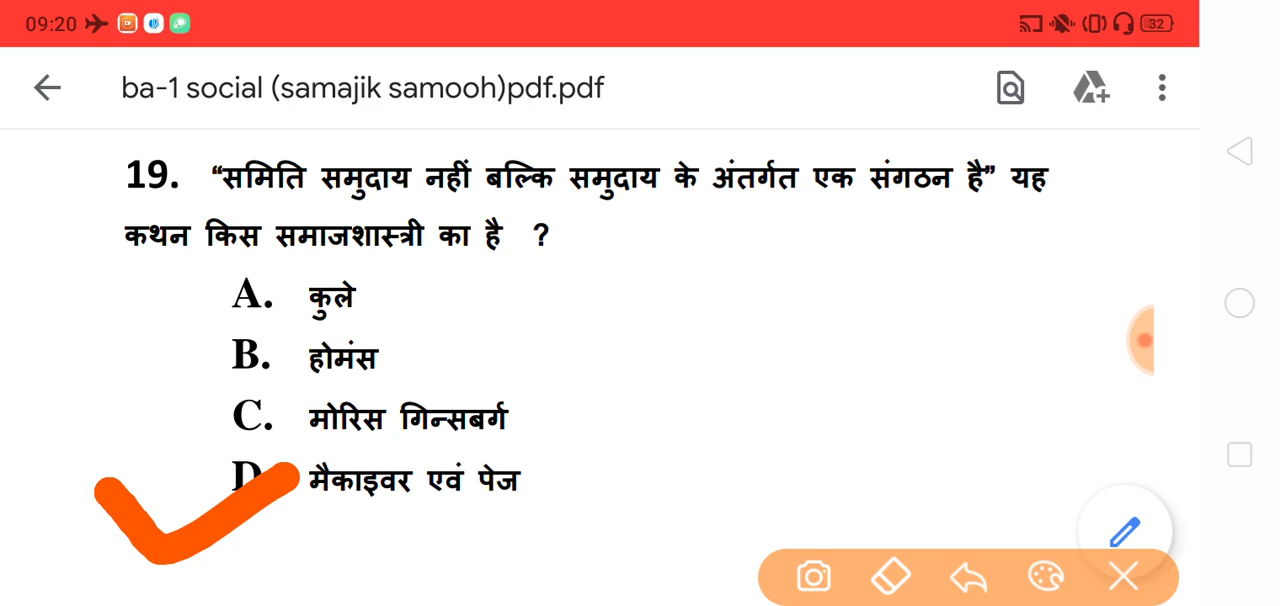 09:20
32
ba-1 social (samajik samooh)pdf.pdf
19. “समिति समुदाय नहीं बल्कि समुदाय के अंतर्गत एक संगठन है” यह
कथन किस समाजशास्त्री का है ?
A. कुले
B. होमंस
C. मोरिस गिन्सबर्ग
D. मैकाइवर एवं पेज